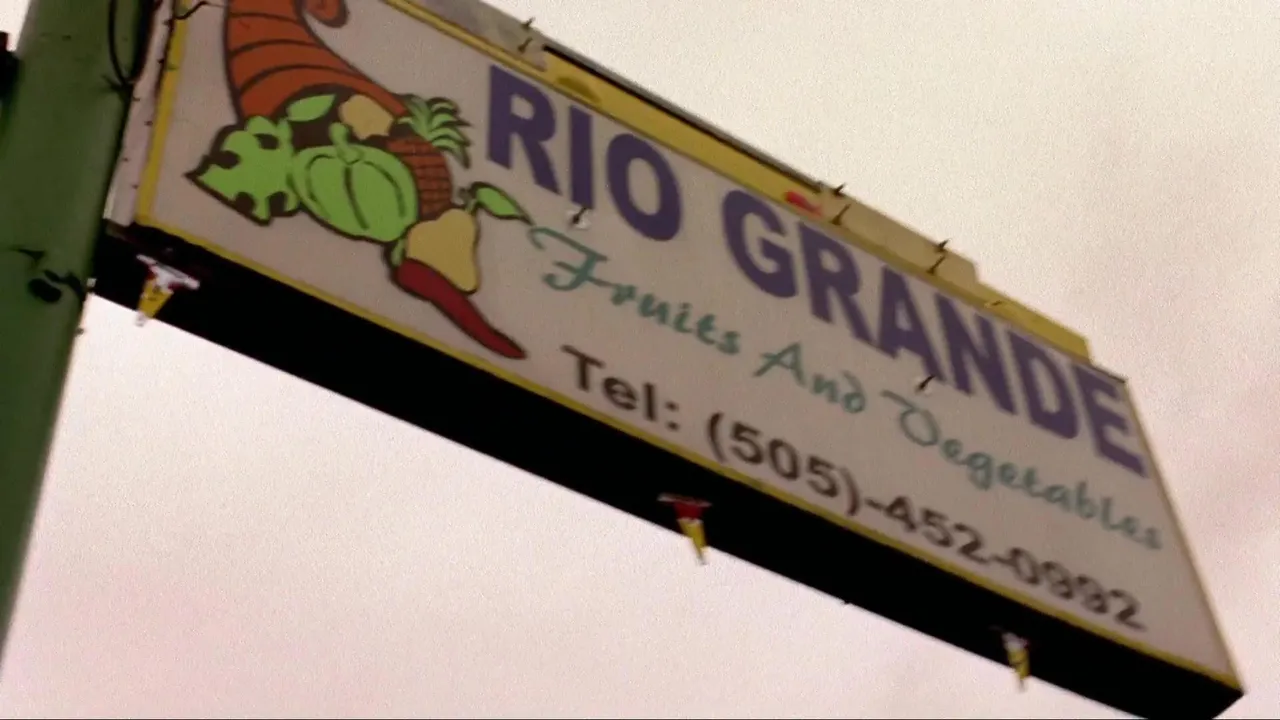 RIO GRANDE
Fruits And Vegetables
Tel: (505)-452-0992